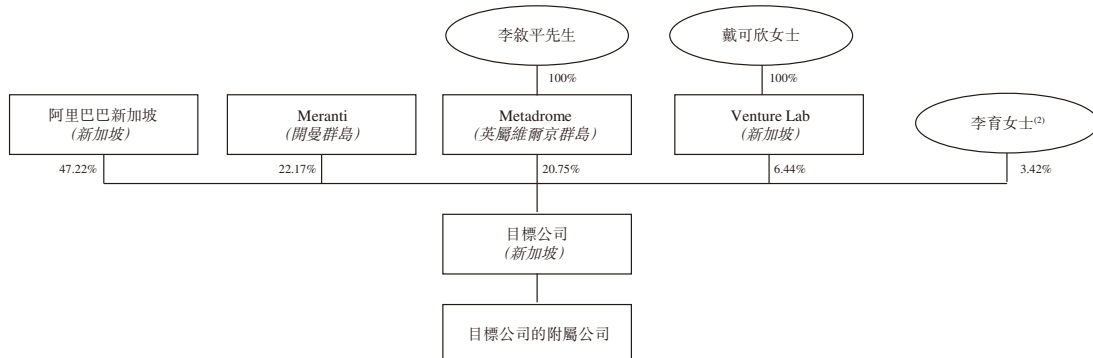 李敘平先生
戴可欣女士
100%
100%
阿里巴巴新加坡
(新加坡)
Meranti
(開曼群島)
Metadrome
(英屬維爾京群島)
Venture Lab
(新加坡)
李育女士(2)
47.22%
22.17%
20.75%
6.44%
3.42%
目標公司
(新加坡)
目標公司的附屬公司